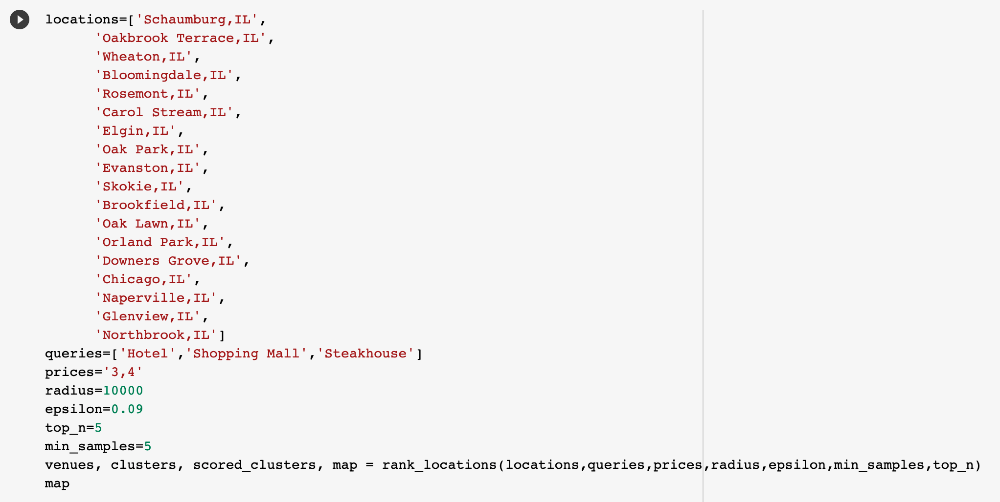 locations=['Schaumburg,IL',
'Oakbrook Terrace,IL',
'Wheaton,IL',
'Bloomingdale,IL',
'Rosemont,IL',
'Carol Stream,IL',
'Elgin,IL',
'Oak Park,IL',
'Evanston,IL',
'Skokie,IL',
'Brookfield,IL',
'Oak Lawn,IL',
'Orland Park,IL',
'Downers Grove,IL',
'Chicago,IL',
'Naperville,IL',
'Glenview,IL',
'Northbrook,IL']
queries=['Hotel','Shopping Mall','Steakhouse']
prices='3,4'
radius=10000
epsilon=0.09
top_n=5
min_samples=5
venues, clusters, scored_clusters, map = rank_locations(locations,queries,prices,radius,epsilon,min_samples,top_n)
map